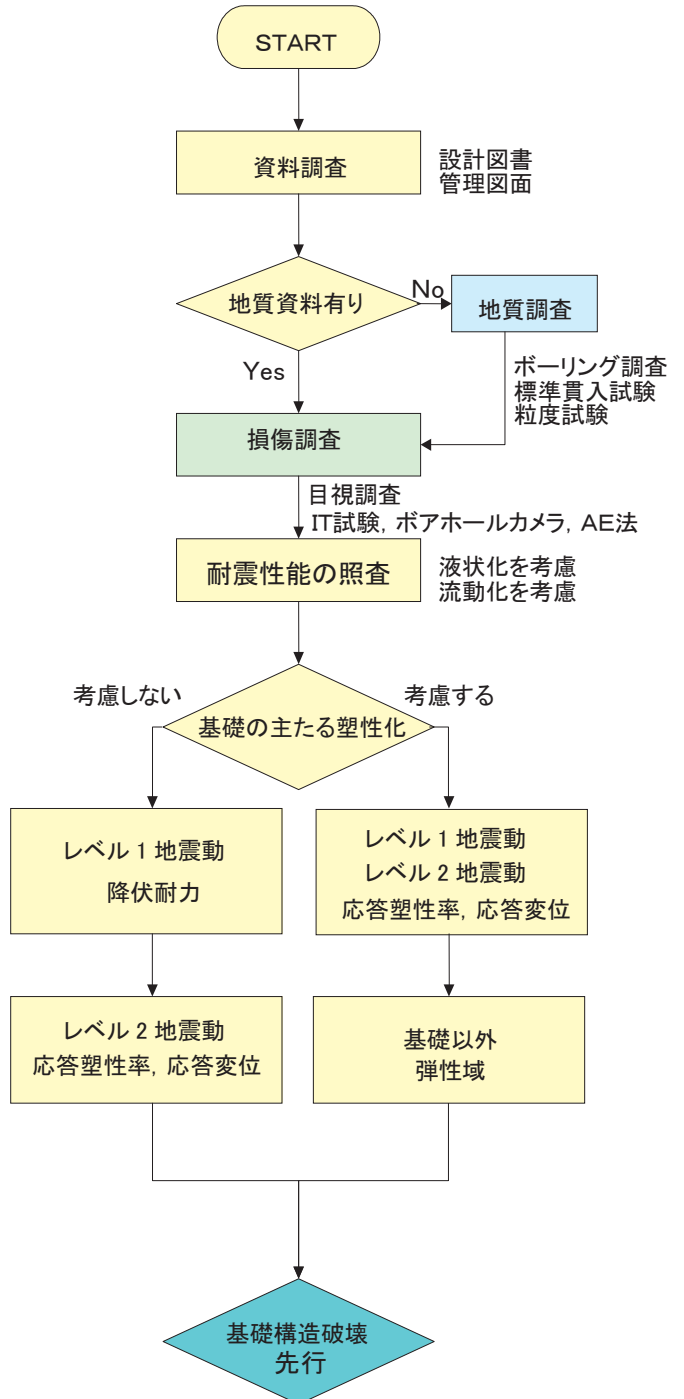 START
資料調査
設計図書
管理図面
地質資料有り
No
地質調査
Yes
ボーリング調査
標準貫入試験
粒度試験
損傷調査
目視調査
IT試験, ボアホールカメラ, AE法
耐震性能の照査
液状化を考慮
流動化を考慮
考慮しない
考慮する
基礎の主たる塑性化
レベル1地震動
降伏耐力
レベル1地震動
レベル2地震動
応答塑性率, 応答変位
レベル2地震動
応答塑性率, 応答変位
基礎以外
弾性域
基礎構造破壊
先行